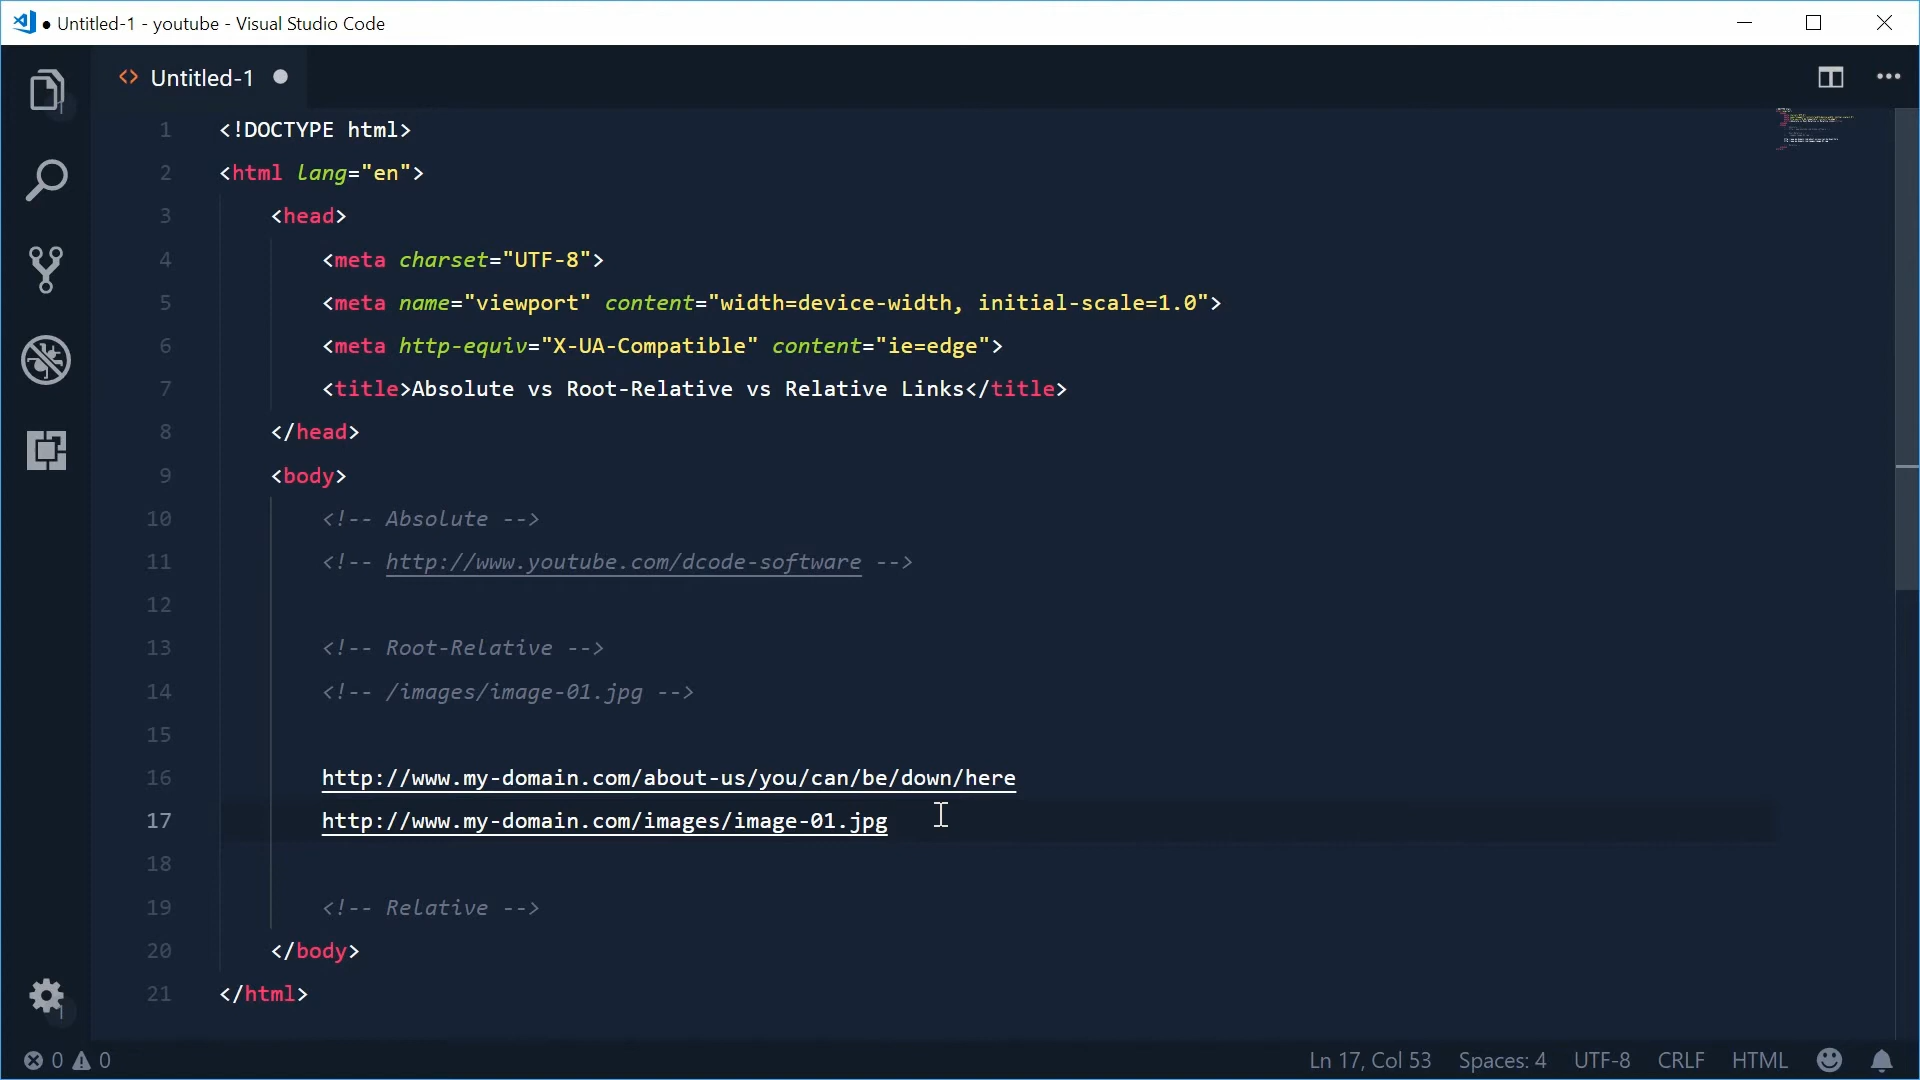 ● Untitled-1 - youtube - Visual Studio Code
<> Untitled-1 ●
1 <!DOCTYPE html>
2 <html lang="en">
3 <head>
4 <meta charset="UTF-8">
5 <meta name="viewport" content="width=device-width, initial-scale=1.0">
6 <meta http-equiv="X-UA-Compatible" content="ie=edge">
7 <title>Absolute vs Root-Relative vs Relative Links</title>
8 </head>
9 <body>
10 <!-- Absolute -->
11 <!-- http://www.youtube.com/dcode-software -->
12
13 <!-- Root-Relative -->
14 <!-- /images/image-01.jpg -->
15
16 http://www.my-domain.com/about-us/you/can/be/down/here
17 http://www.my-domain.com/images/image-01.jpg
18
19 <!-- Relative -->
20 </body>
21 </html>
0 0 Ln 17, Col 53 Spaces: 4 UTF-8 CRLF HTML